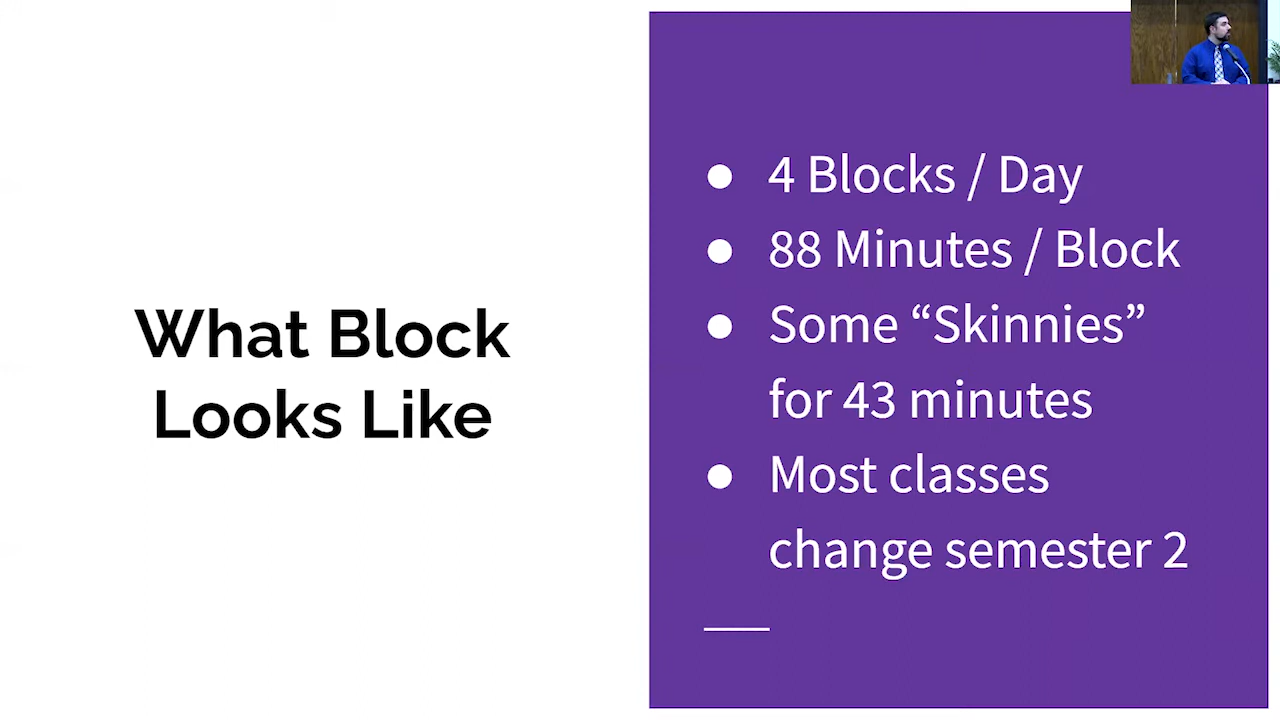 What Block
Looks Like
● 4 Blocks / Day
● 88 Minutes / Block
● Some “Skinnies”
for 43 minutes
● Most classes
change semester 2